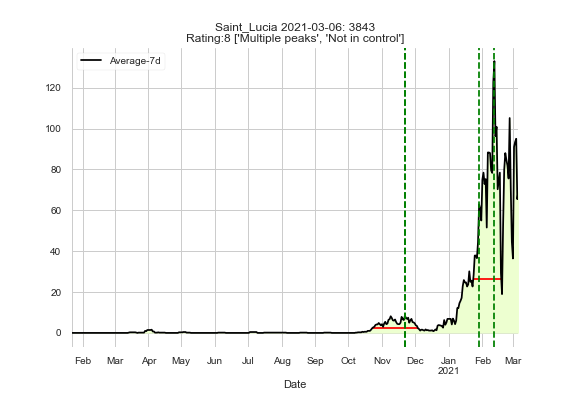 Saint_Lucia 2021-03-06: 3843
Rating:8 ['Multiple peaks', 'Not in control']
Average-7d
120
100
80
60
40
20
0
Feb Mar Apr May Jun Jul Aug Sep Oct Nov Dec Jan Feb Mar
2021
Date